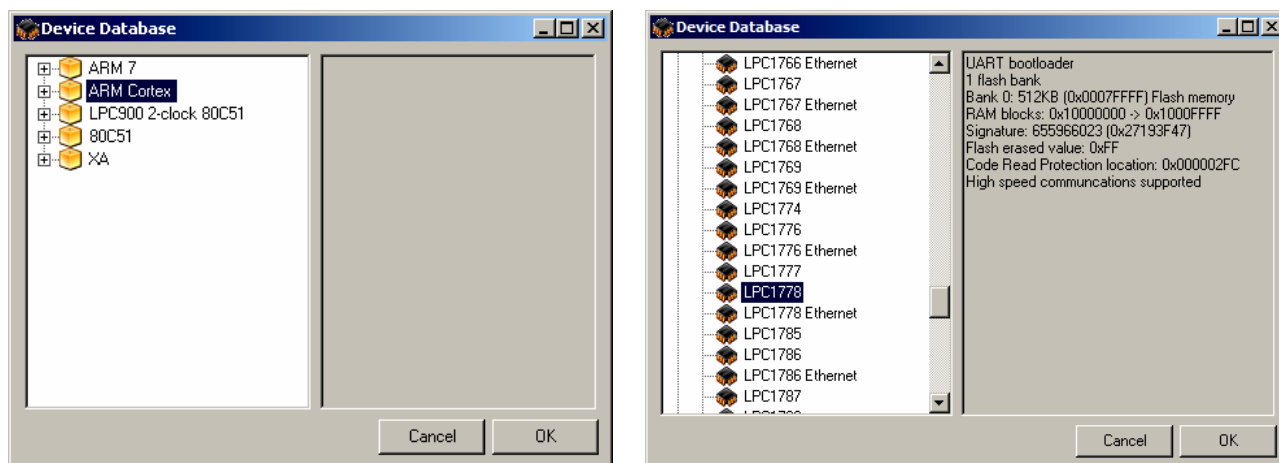 Device Database
ARM 7
ARM Cortex
LPC900 2-clock 80C51
80C51
XA
Cancel
OK
Device Database
LPC1766 Ethernet
LPC1767
LPC1767 Ethernet
LPC1768
LPC1768 Ethernet
LPC1769
LPC1769 Ethernet
LPC1774
LPC1776
LPC1776 Ethernet
LPC1777
LPC1778
LPC1778 Ethernet
LPC1785
LPC1786
LPC1786 Ethernet
LPC1787
UART bootloader
1 flash bank
Bank 0: 512KB (0x0007FFFF) Flash memory
RAM blocks: 0x10000000 -> 0x1000FFFF
Signature: 655966023 (0x27193F47)
Flash erased value: 0xFF
Code Read Protection location: 0x000002FC
High speed communcations supported
Cancel
OK